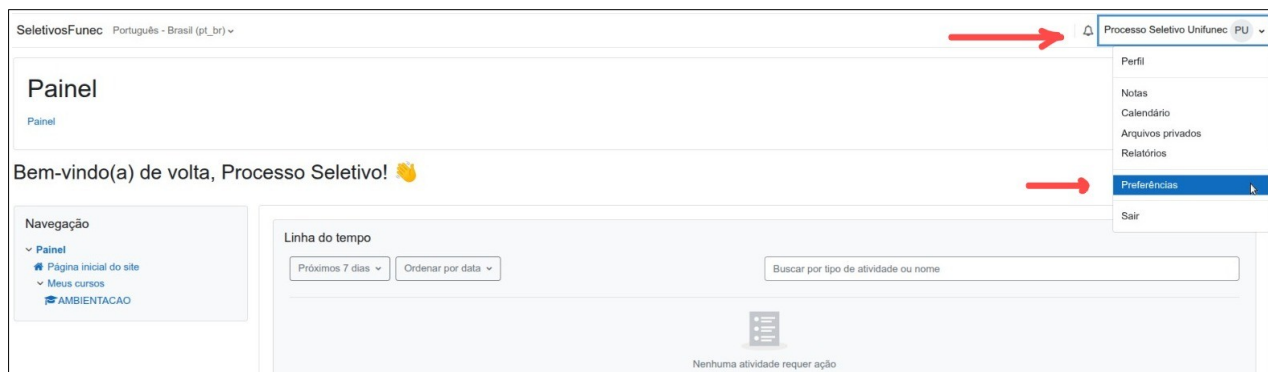 SeletivosFunec Português - Brasil (pt_br)
Processo Seletivo Unifunec PU
Perfil
Notas
Calendário
Arquivos privados
Relatórios
Preferências
Sair
Painel
Painel
Bem-vindo(a) de volta, Processo Seletivo! 👋
Navegação
Painel
Página inicial do site
Meus cursos
AMBIENTACAO
Linha do tempo
Próximos 7 dias Ordenar por data Buscar por tipo de atividade ou nome
Nenhuma atividade requer ação